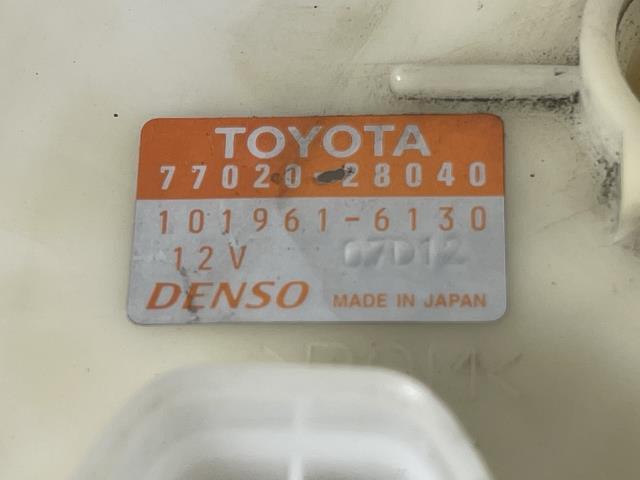 TOYOTA
77020-28040
101961-6130
12V 07D12
DENSO MADE IN JAPAN